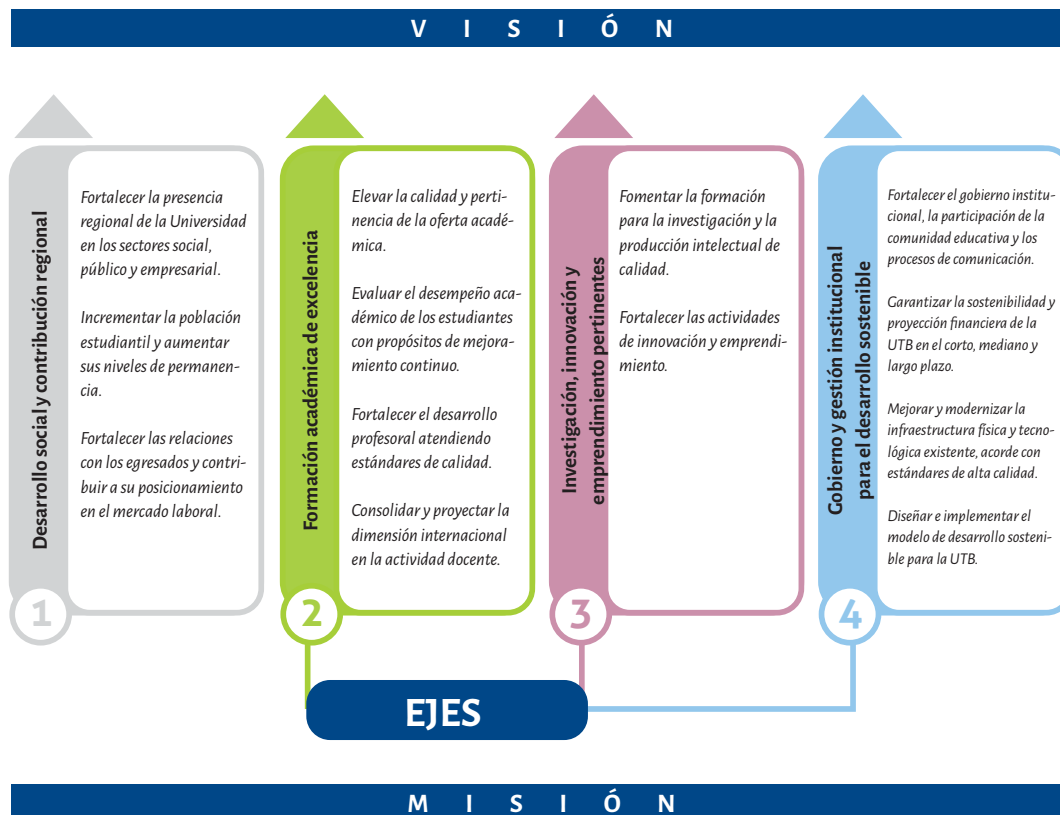 VISIÓN
Desarrollo social y contribución regional
Fortalecer la presencia
regional de la Universidad
en los sectores social,
público y empresarial.
Incrementar la población
estudiantil y aumentar
sus niveles de permanen-
cia.
Fortalecer las relaciones
con los egresados y contri-
buir a su posicionamiento
en el mercado laboral.
1
Formación académica de excelencia
Elevar la calidad y perti-
nencia de la oferta acadé-
mica.
Evaluar el desempeño aca-
démico de los estudiantes
con propósitos de mejora-
miento continuo.
Fortalecer el desarrollo
profesoral atendiendo
estándares de calidad.
Consolidar y proyectar la
dimensión internacional
en la actividad docente.
2
Investigación, innovación y
emprendimiento pertinentes
Fomentar la formación
para la investigación y la
producción intelectual de
calidad.
Fortalecer las actividades
de innovación y emprendi-
miento.
3
Gobierno y gestión institucional
para el desarrollo sostenible
Fortalecer el gobierno institu-
cional, la participación de la
comunidad educativa y los
procesos de comunicación.
Garantizar la sostenibilidad y
proyección financiera de la
UTB en el corto, mediano y
largo plazo.
Mejorar y modernizar la
infraestructura física y tecno-
lógica existente, acorde con
estándares de alta calidad.
Diseñar e implementar el
modelo de desarrollo sosteni-
ble para la UTB.
4
EJES
MISIÓN